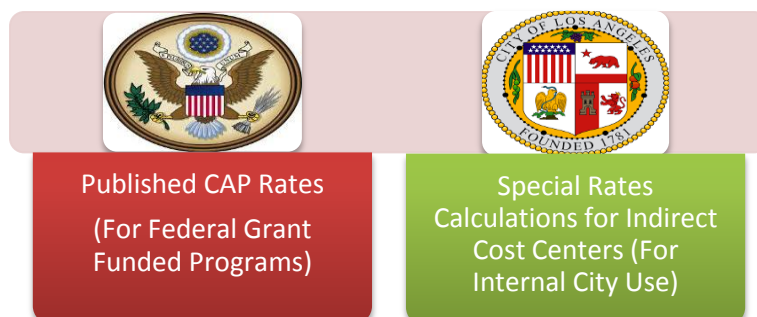 CITY OF LOS ANGELES
FOUNDED 1781
Published CAP Rates
(For Federal Grant
Funded Programs)
Special Rates
Calculations for Indirect
Cost Centers (For
Internal City Use)